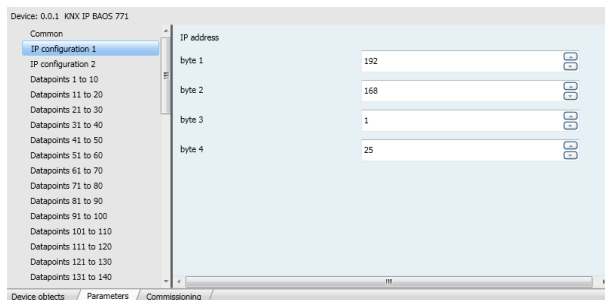 Device: 0.0.1 KNX IP BAOS 771
Common
IP configuration 1
IP configuration 2
Datapoints 1 to 10
Datapoints 11 to 20
Datapoints 21 to 30
Datapoints 31 to 40
Datapoints 41 to 50
Datapoints 51 to 60
Datapoints 61 to 70
Datapoints 71 to 80
Datapoints 81 to 90
Datapoints 91 to 100
Datapoints 101 to 110
Datapoints 111 to 120
Datapoints 121 to 130
Datapoints 131 to 140
IP address
byte 1 192
byte 2 168
byte 3 1
byte 4 25
Device objects Parameters Commissioning